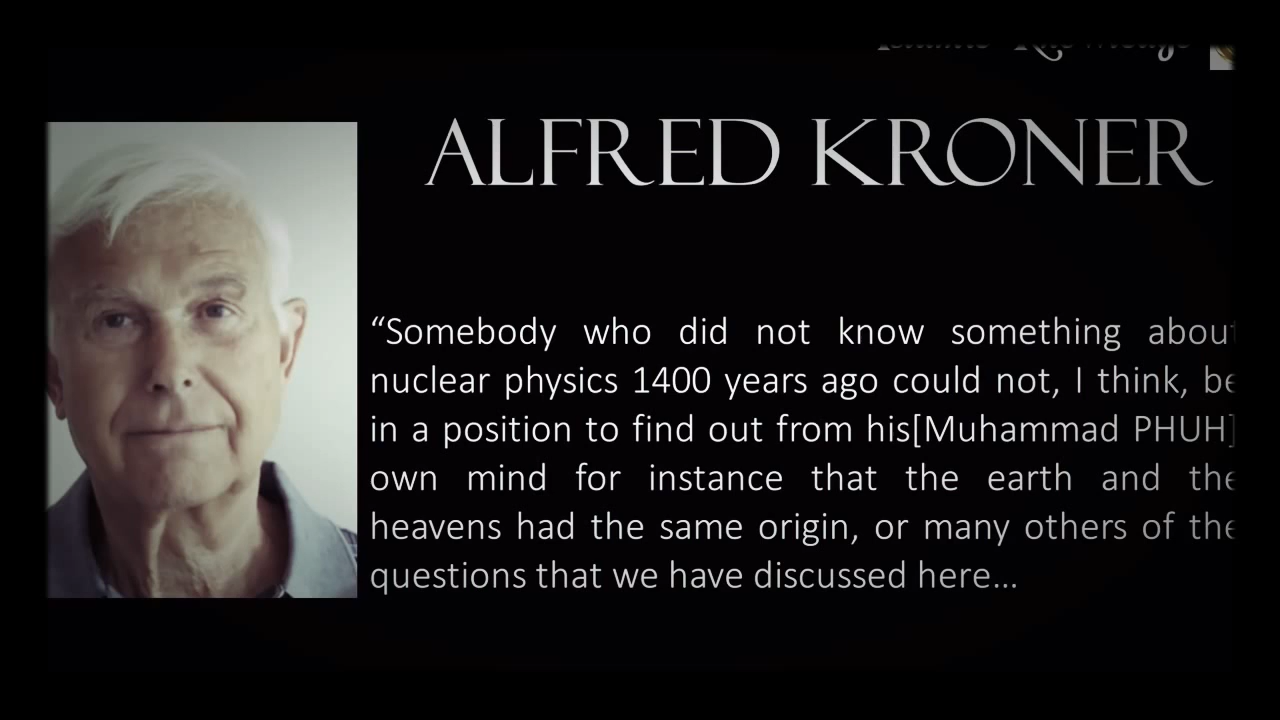 ALFRED KRONER
“Somebody who did not know something about
nuclear physics 1400 years ago could not, I think, be
in a position to find out from his[Muhammad PHUH]
own mind for instance that the earth and the
heavens had the same origin, or many others of the
questions that we have discussed here...